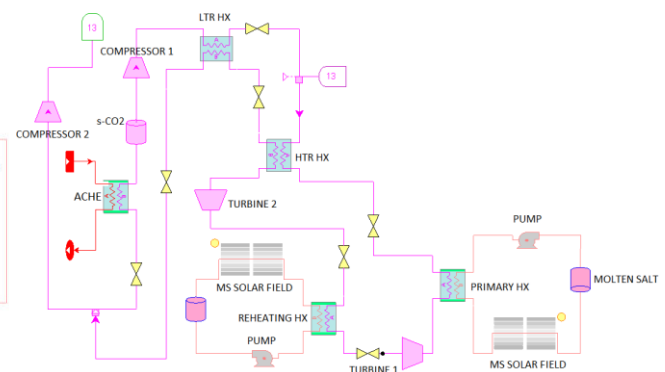 LTR HX
13
COMPRESSOR 1
13
s-CO2
COMPRESSOR 2
HTR HX
ACHE
TURBINE 2
PUMP
MS SOLAR FIELD
PRIMARY HX
MOLTEN SALT
REHEATING HX
PUMP
TURBINE 1
MS SOLAR FIELD